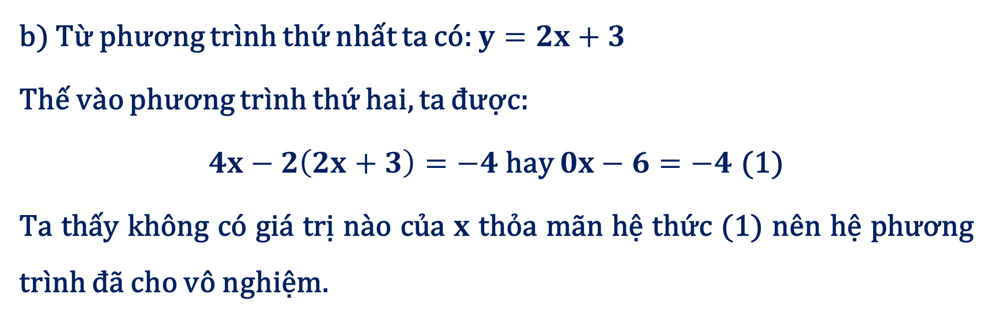 b) Từ phương trình thứ nhất ta có: y = 2x + 3
Thế vào phương trình thứ hai, ta được:
4x − 2(2x + 3) = −4 hay 0x − 6 = −4 (1)
Ta thấy không có giá trị nào của x thỏa mãn hệ thức (1) nên hệ phương
trình đã cho vô nghiệm.